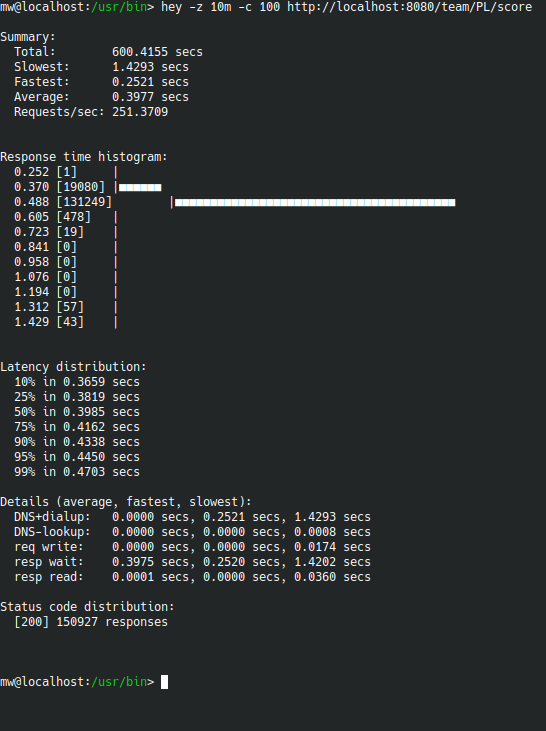 mw@localhost:/usr/bin> hey -z 10m -c 100 http://localhost:8080/team/PL/score
Summary:
Total: 600.4155 secs
Slowest: 1.4293 secs
Fastest: 0.2521 secs
Average: 0.3977 secs
Requests/sec: 251.3709
Response time histogram:
0.252 [1] |
0.370 [19080] |■■■■■■
0.488 [131249] |■■■■■■■■■■■■■■■■■■■■■■■■■■■■■■■■■■■■■■■■
0.605 [478] |
0.723 [19] |
0.841 [0] |
0.958 [0] |
1.076 [0] |
1.194 [0] |
1.312 [57] |
1.429 [43] |
Latency distribution:
10% in 0.3659 secs
25% in 0.3819 secs
50% in 0.3985 secs
75% in 0.4162 secs
90% in 0.4338 secs
95% in 0.4450 secs
99% in 0.4703 secs
Details (average, fastest, slowest):
DNS+dialup: 0.0000 secs, 0.2521 secs, 1.4293 secs
DNS-lookup: 0.0000 secs, 0.0000 secs, 0.0008 secs
req write: 0.0000 secs, 0.0000 secs, 0.0174 secs
resp wait: 0.3975 secs, 0.2520 secs, 1.4202 secs
resp read: 0.0001 secs, 0.0000 secs, 0.0360 secs
Status code distribution:
[200] 150927 responses
mw@localhost:/usr/bin>